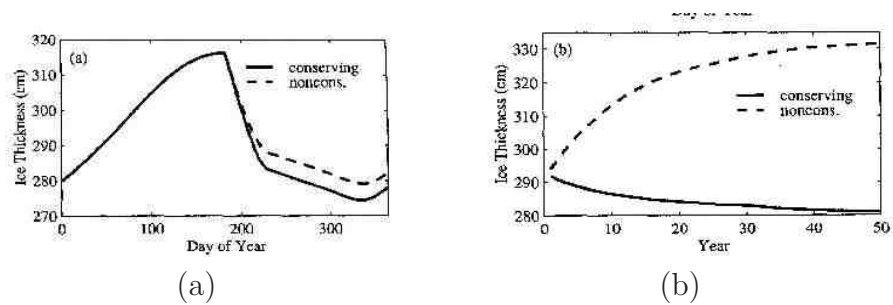 Day of Year
320
310
300
290
280
270
(a)
conserving
noncons.
Ice Thickness (cm)
0 100 200 300
Day of Year
(a)
330
320
310
300
290
280
(b)
conserving
noncons.
Ice Thickness (cm)
0 10 20 30 40 50
Year
(b)